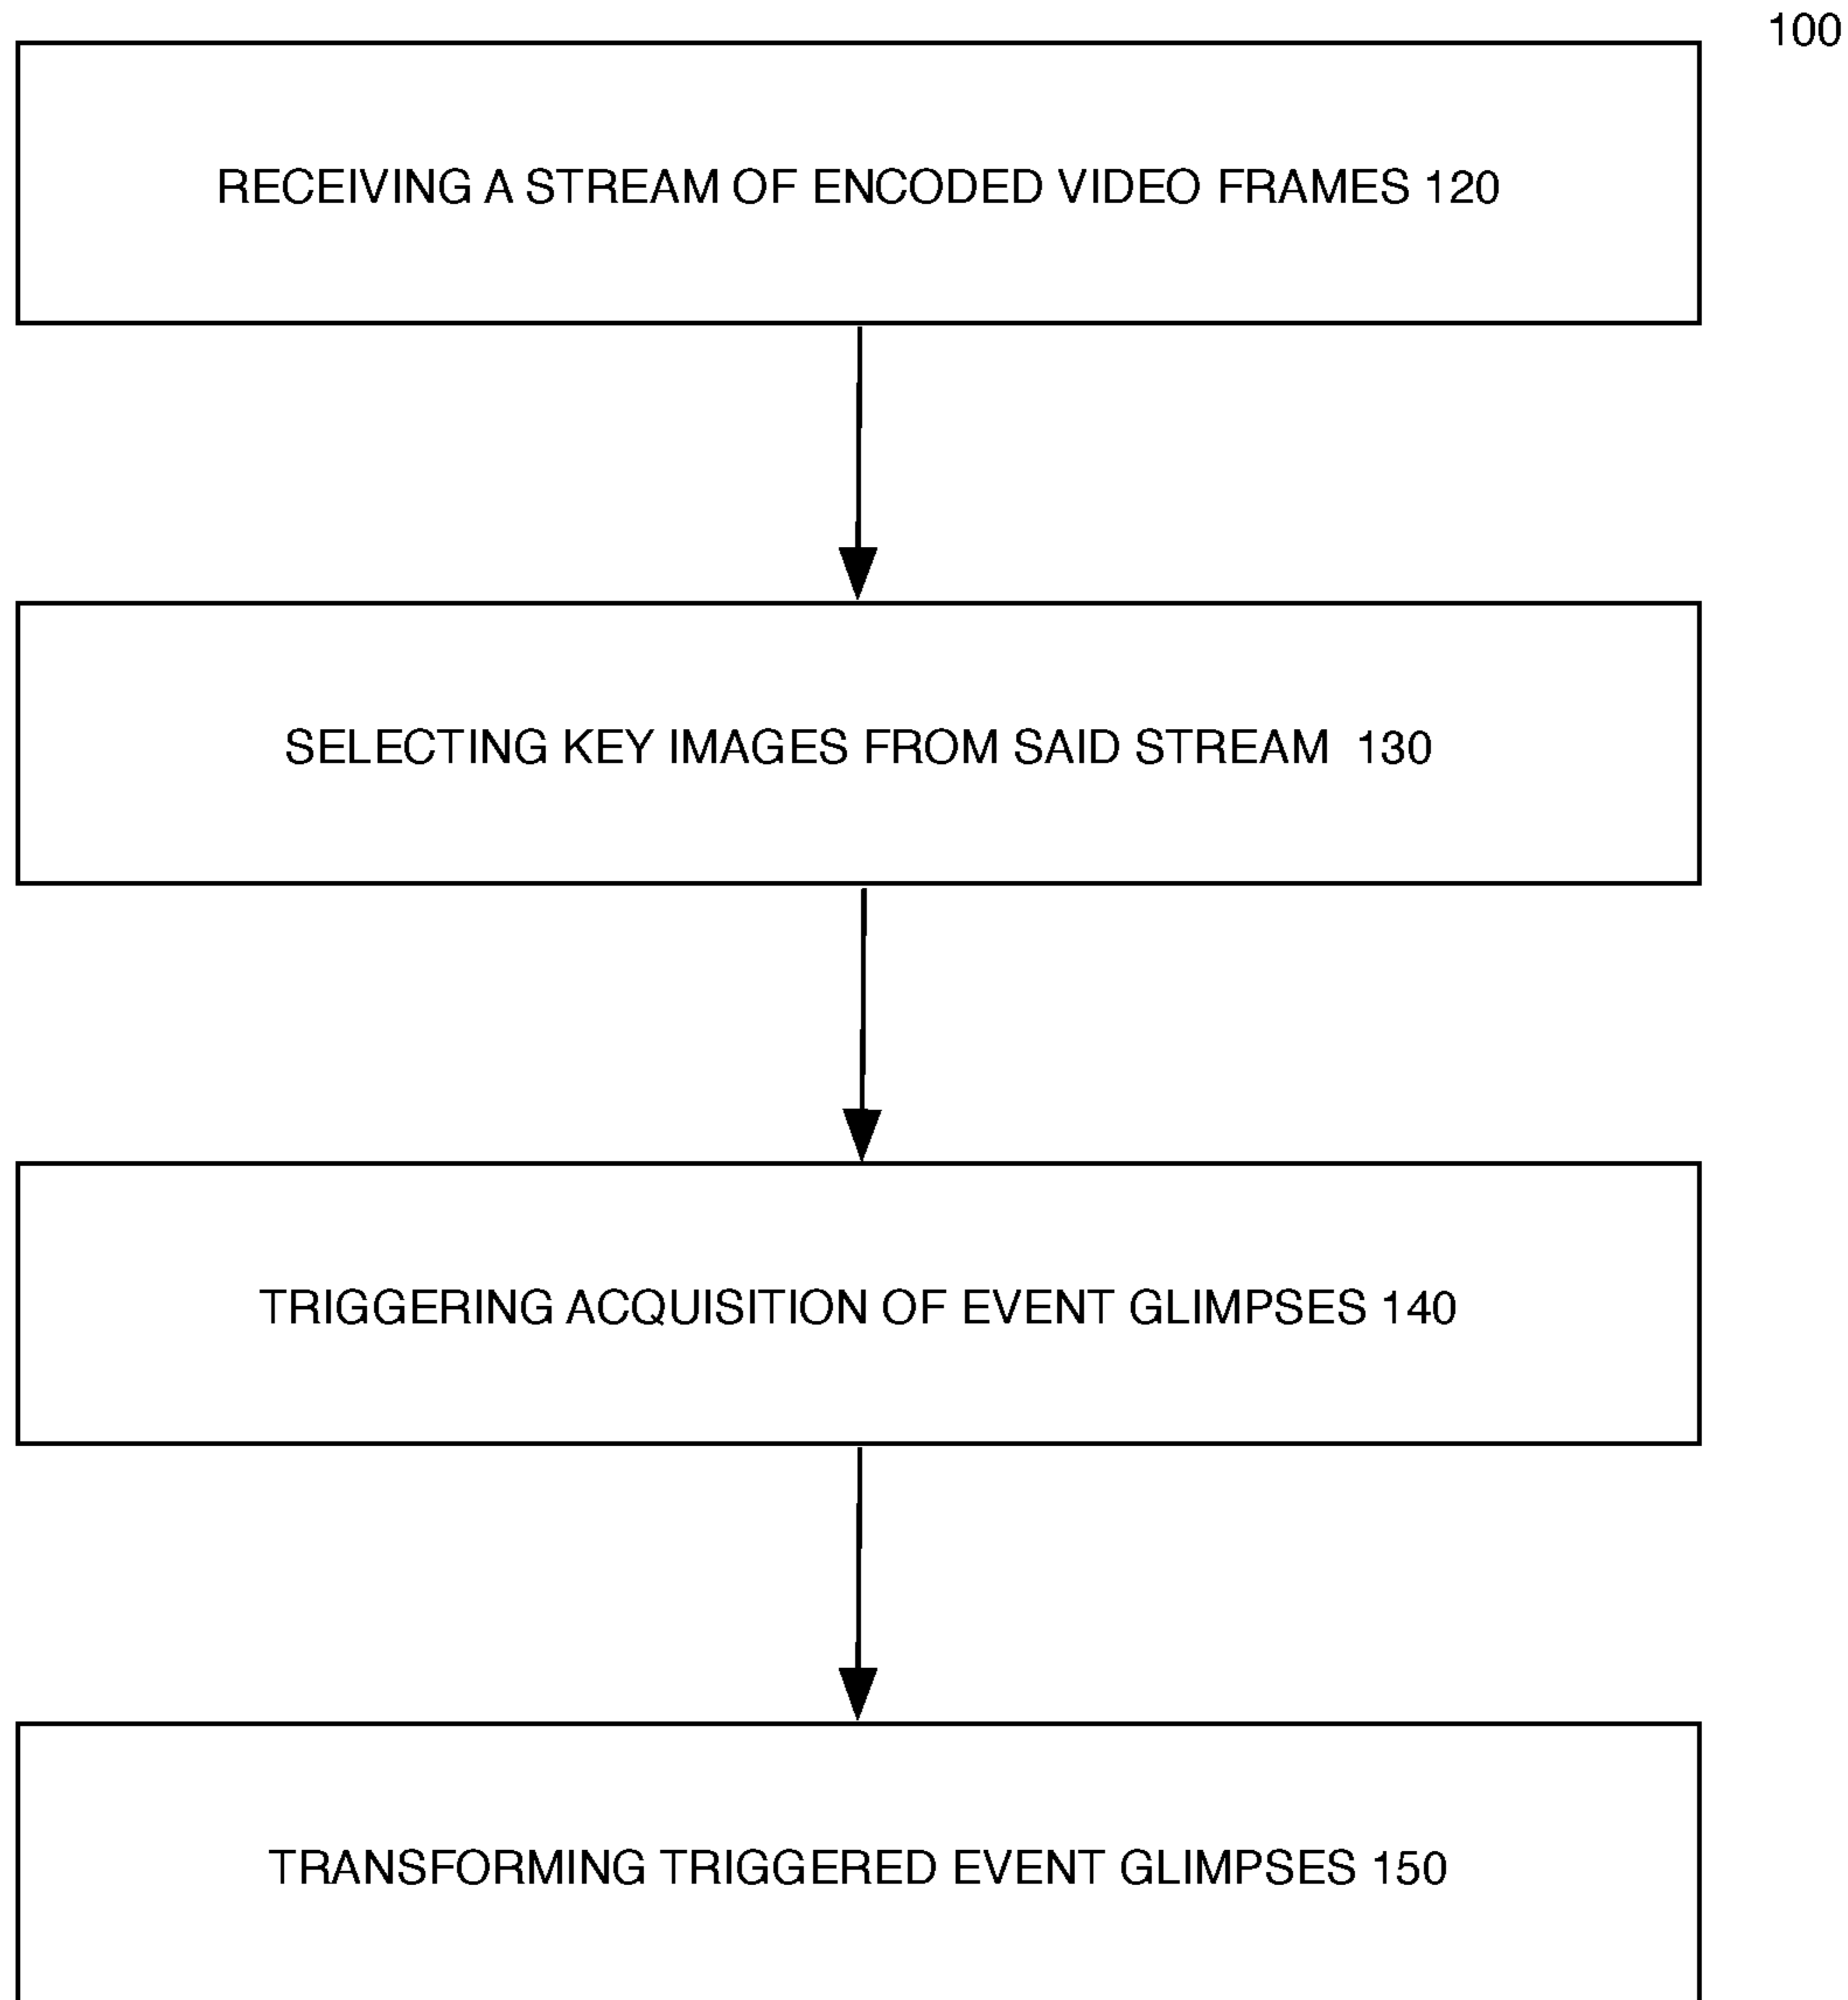 100
RECEIVING A STREAM OF ENCODED VIDEO FRAMES 120
SELECTING KEY IMAGES FROM SAID STREAM 130
TRIGGERING ACQUISITION OF EVENT GLIMPSES 140
TRANSFORMING TRIGGERED EVENT GLIMPSES 150